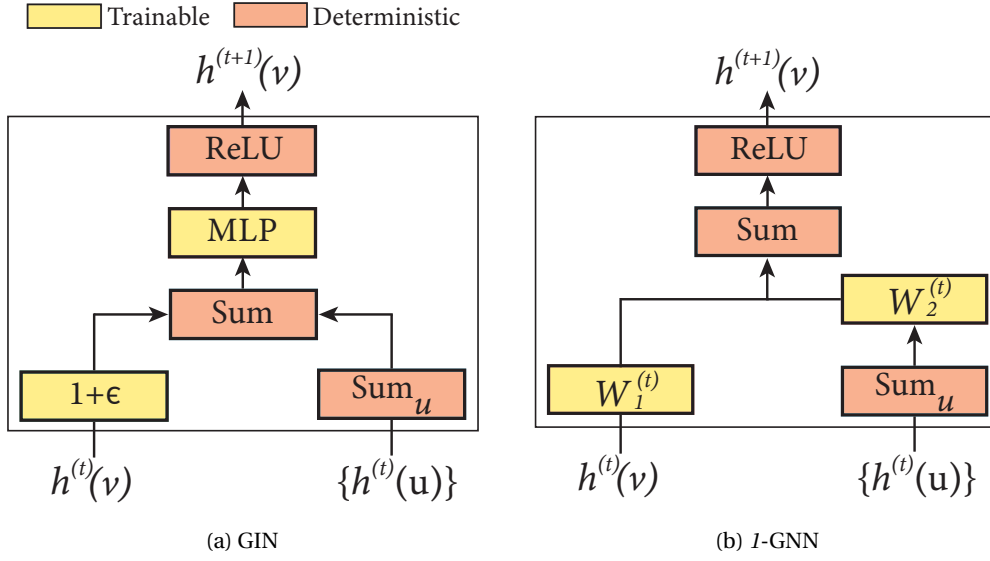 Trainable Deterministic
h^(t+1)(v) h^(t+1)(v)
ReLU ReLU
MLP Sum
Sum W_2^(t)
1+ϵ Sum_u W_1^(t) Sum_u
h^(t)(v) {h^(t)(u)} h^(t)(v) {h^(t)(u)}
(a) GIN (b) 1-GNN